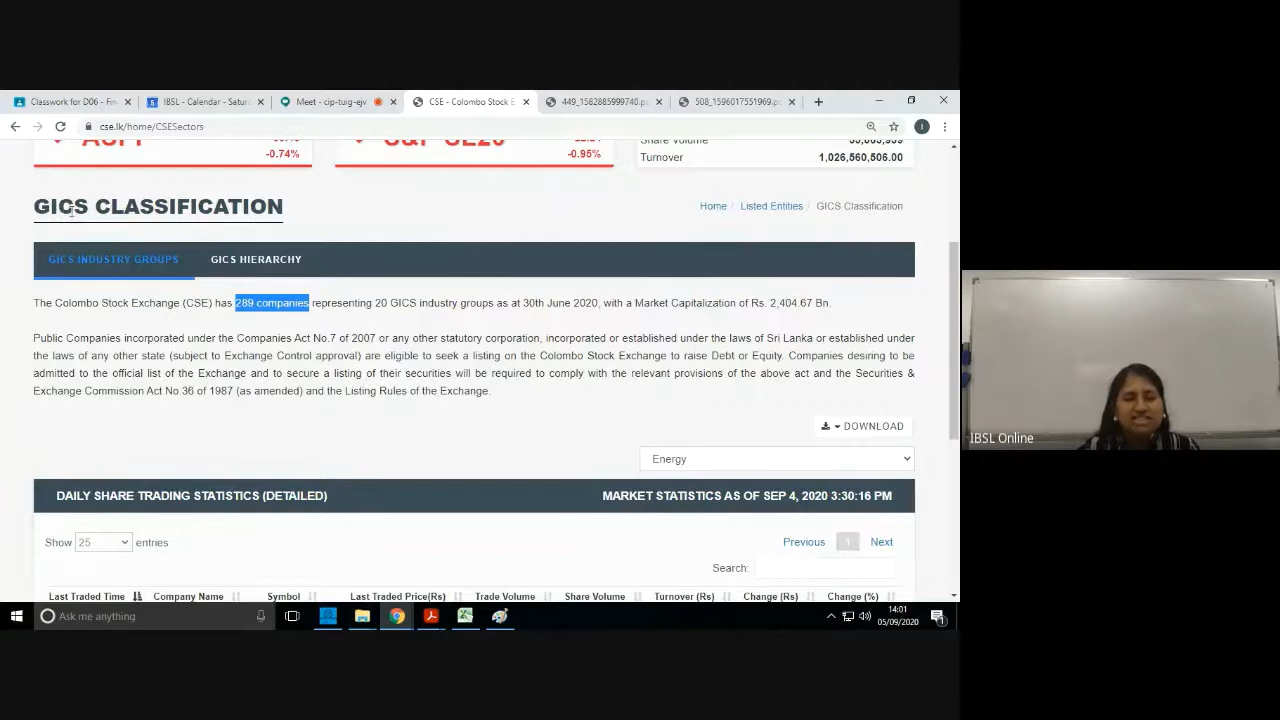 Classwork for D06 - Fin
IBSL - Calendar - Satur
Meet - cip-tuig-ejv
CSE - Colombo Stock E
449_1582885999740.p
508_1596017551969.p
cse.lk/home/CSESectors
I
-0.74%
-0.95%
Turnover 1,026,560,506.00
GICS CLASSIFICATION
Home / Listed Entities / GICS Classification
GICS INDUSTRY GROUPS GICS HIERARCHY
The Colombo Stock Exchange (CSE) has 289 companies representing 20 GICS industry groups as at 30th June 2020, with a Market Capitalization of Rs. 2,404.67 Bn.
Public Companies incorporated under the Companies Act No.7 of 2007 or any other statutory corporation, incorporated or established under the laws of Sri Lanka or established under
the laws of any other state (subject to Exchange Control approval) are eligible to seek a listing on the Colombo Stock Exchange to raise Debt or Equity. Companies desiring to be
admitted to the official list of the Exchange and to secure a listing of their securities will be required to comply with the relevant provisions of the above act and the Securities &
Exchange Commission Act No 36 of 1987 (as amended) and the Listing Rules of the Exchange.
DOWNLOAD
Energy
DAILY SHARE TRADING STATISTICS (DETAILED) MARKET STATISTICS AS OF SEP 4, 2020 3:30:16 PM
Show 25 entries
Previous 1 Next
Search:
Last Traded Time Company Name Symbol Last Traded Price(Rs) Trade Volume Share Volume Turnover (Rs) Change (Rs) Change (%)
Ask me anything
14:01
05/09/2020
IBSL Online